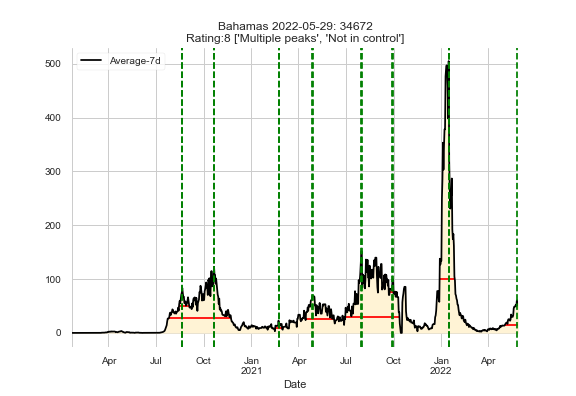 Bahamas 2022-05-29: 34672
Rating:8 ['Multiple peaks', 'Not in control']
Average-7d
500
400
300
200
100
0
Apr Jul Oct Jan Apr Jul Oct Jan Apr
2021 2022
Date